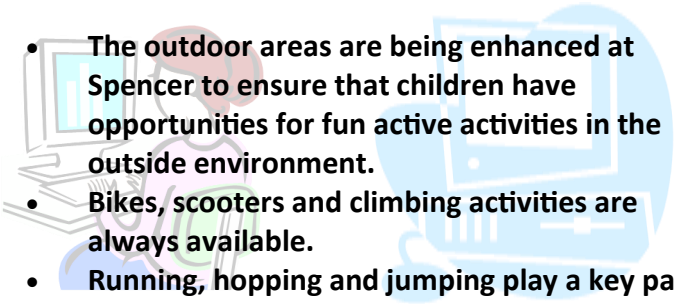 • The outdoor areas are being enhanced at
Spencer to ensure that children have
opportunities for fun active activities in the
outside environment.
• Bikes, scooters and climbing activities are
always available.
• Running, hopping and jumping play a key pa